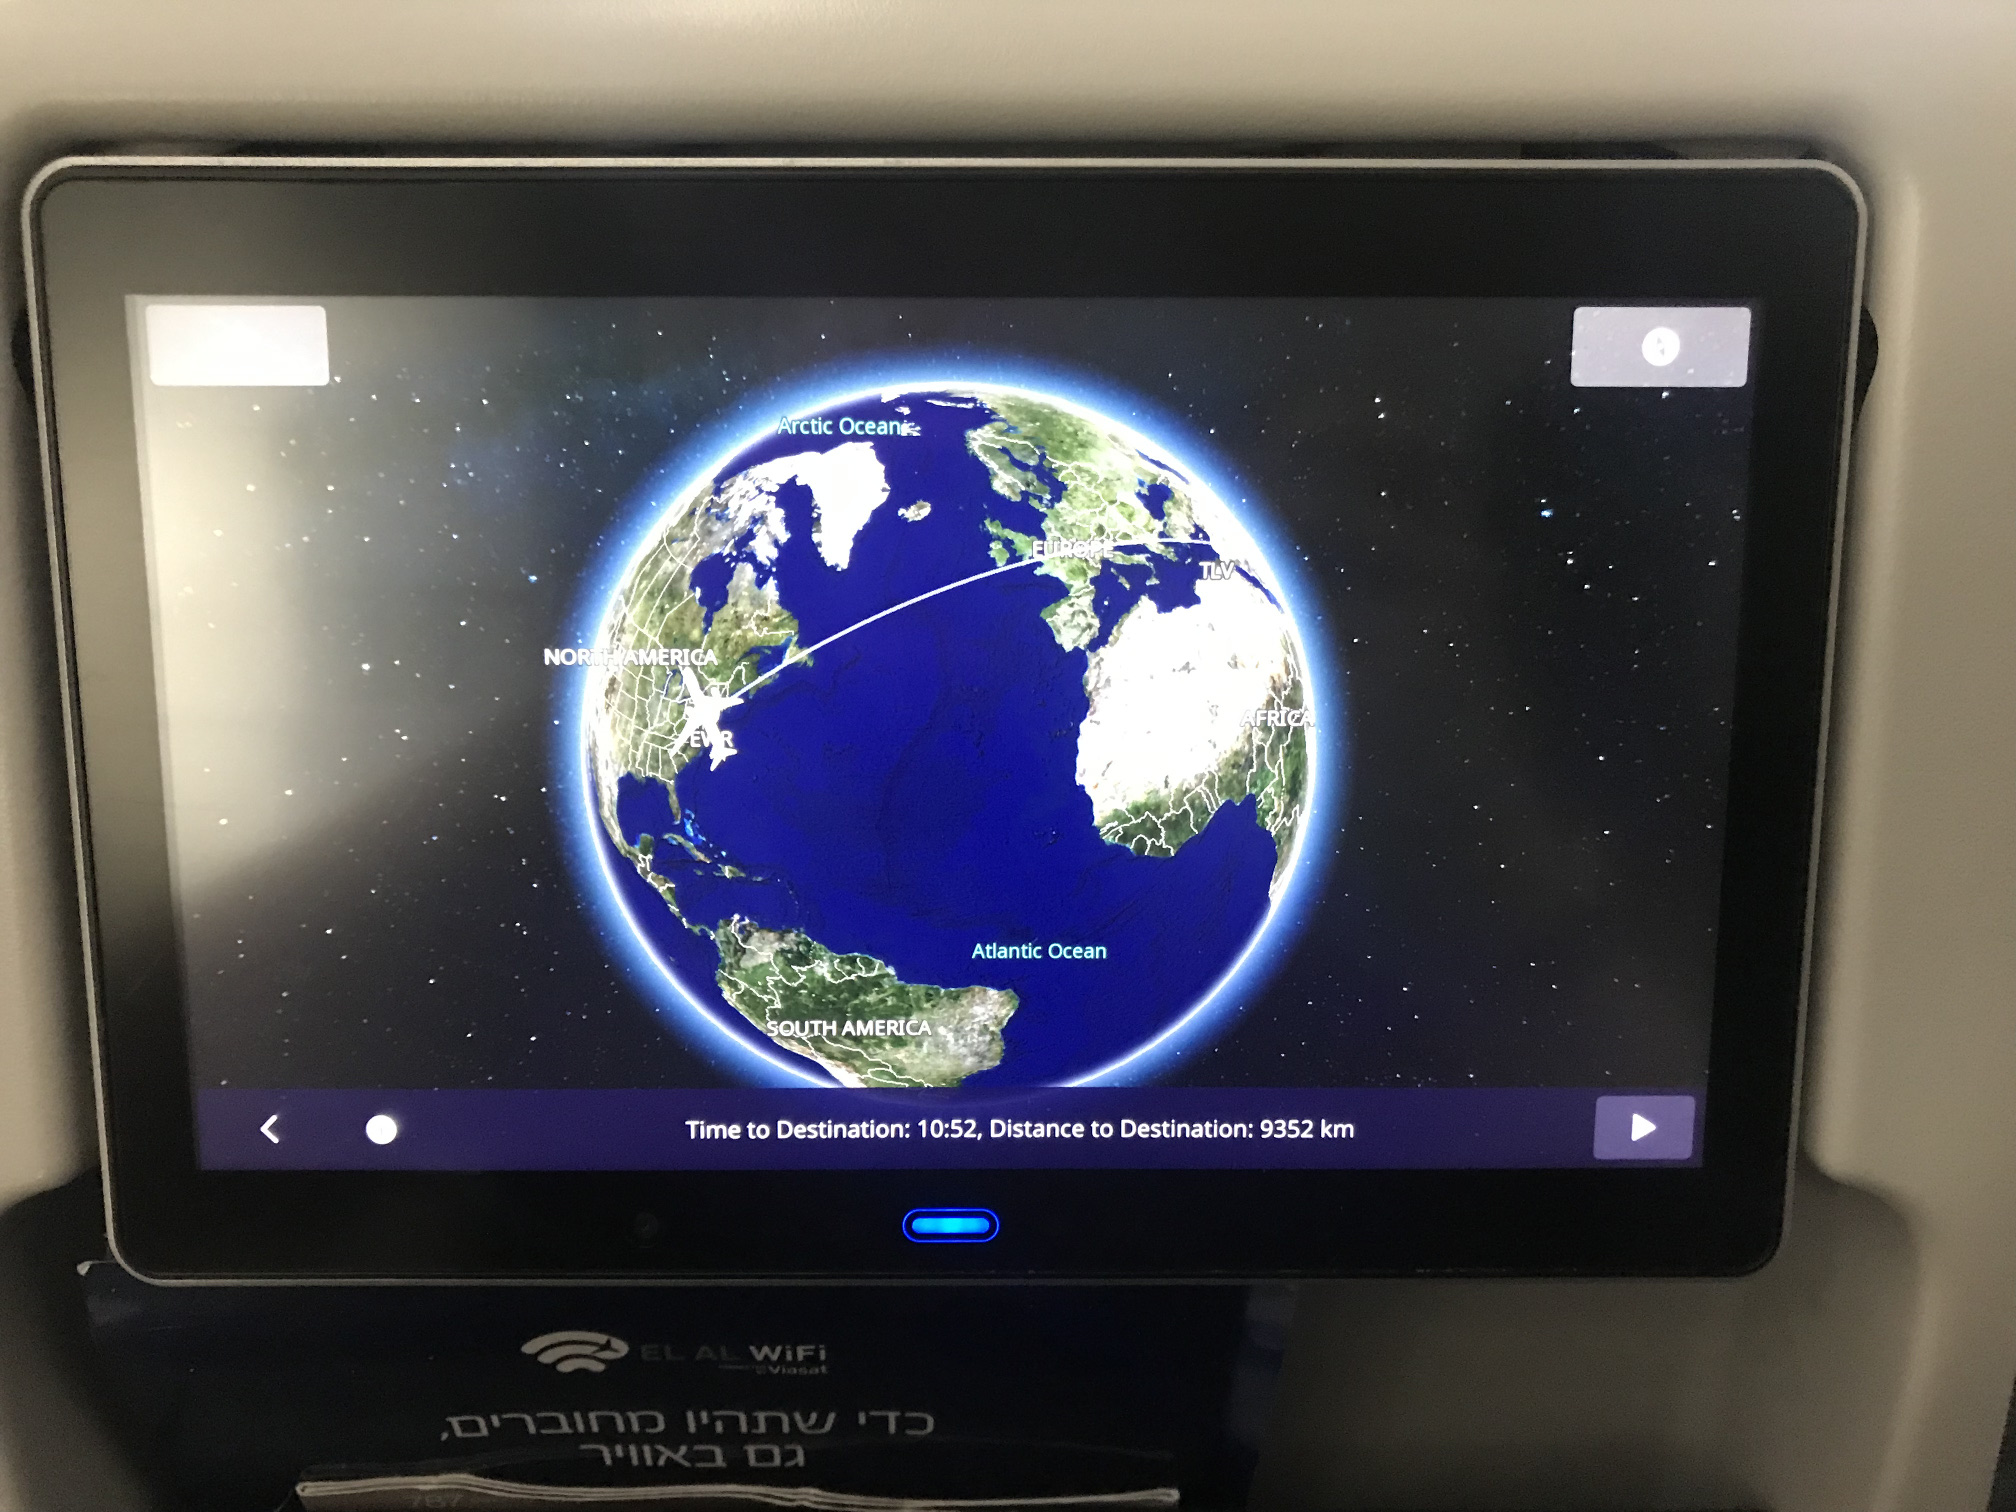 Arctic Ocean
EUROPE
TLV
NORTH AMERICA
AFRICA
EWR
Atlantic Ocean
SOUTH AMERICA
Time to Destination: 10:52, Distance to Destination: 9352 km
EL AL WiFi
Viasat
כדי שתהיו מחוברים,
גם באוויר
787